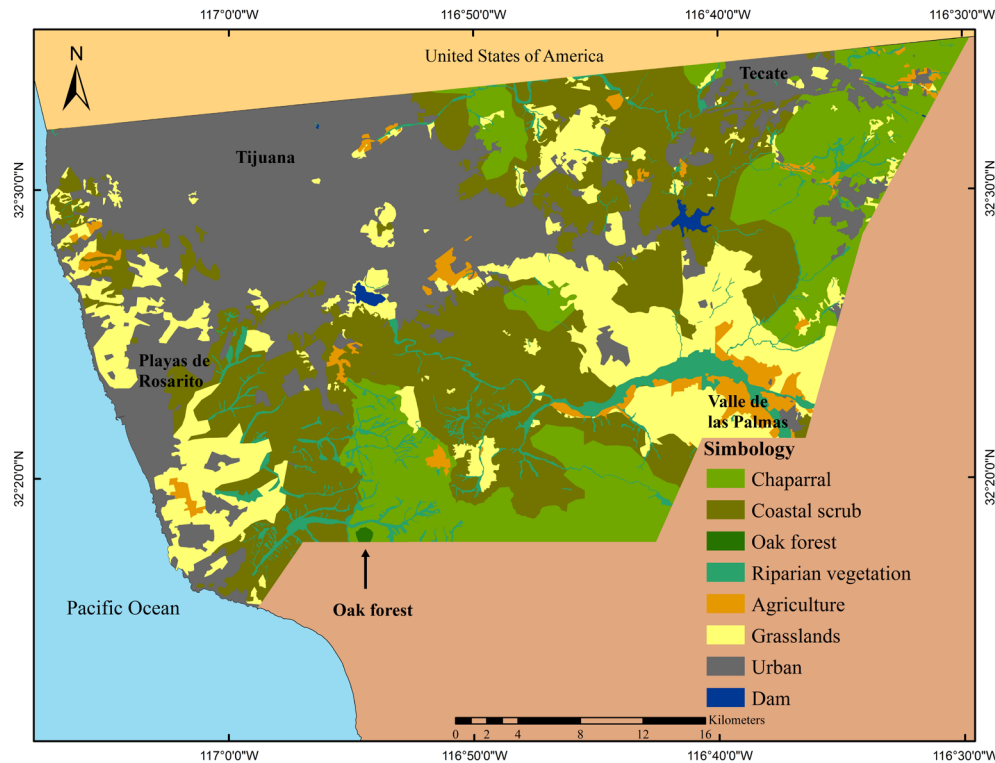 117°0'0"W
116°50'0"W
116°40'0"W
116°30'0"W
N
United States of America
Tecate
Tijuana
32°30'0"N
32°30'0"N
Playas de
Rosarito
Valle de
las Palmas
Simbology
Chaparral
Coastal scrub
Oak forest
Riparian vegetation
Agriculture
Grasslands
Urban
Dam
32°20'0"N
32°20'0"N
Pacific Ocean
Oak forest
Kilometers
0 2 4 8 12 16
117°0'0"W
116°50'0"W
116°40'0"W
116°30'0"W